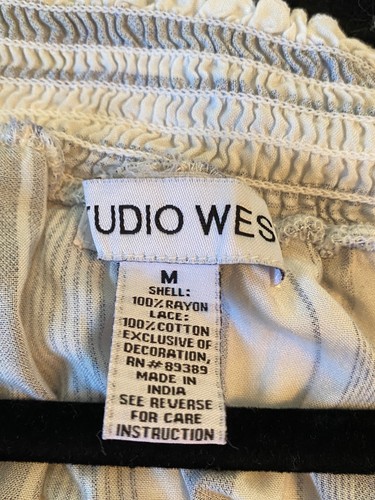 TUDIO WES
M
SHELL:
100%RAYON
LACE:
100%COTTON
EXCLUSIVE OF
DECORATION,
RN#89389
MADE IN
INDIA
SEE REVERSE
FOR CARE
INSTRUCTION